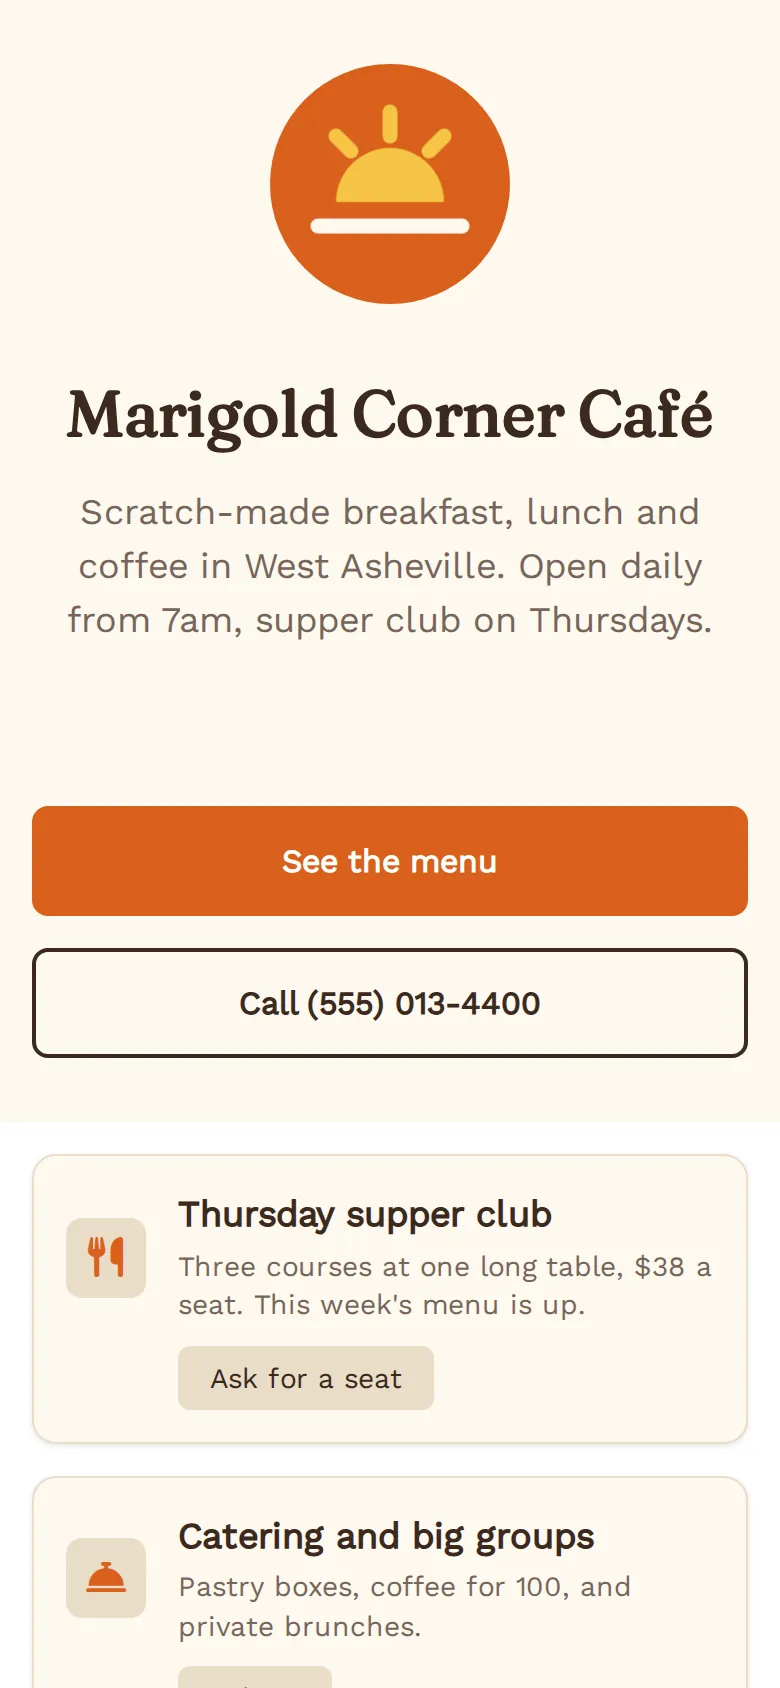 Marigold Corner Café
Scratch-made breakfast, lunch and
coffee in West Asheville. Open daily
from 7am, supper club on Thursdays.
See the menu
Call (555) 013-4400
Thursday supper club
Three courses at one long table, $38 a
seat. This week's menu is up.
Ask for a seat
Catering and big groups
Pastry boxes, coffee for 100, and
private brunches.